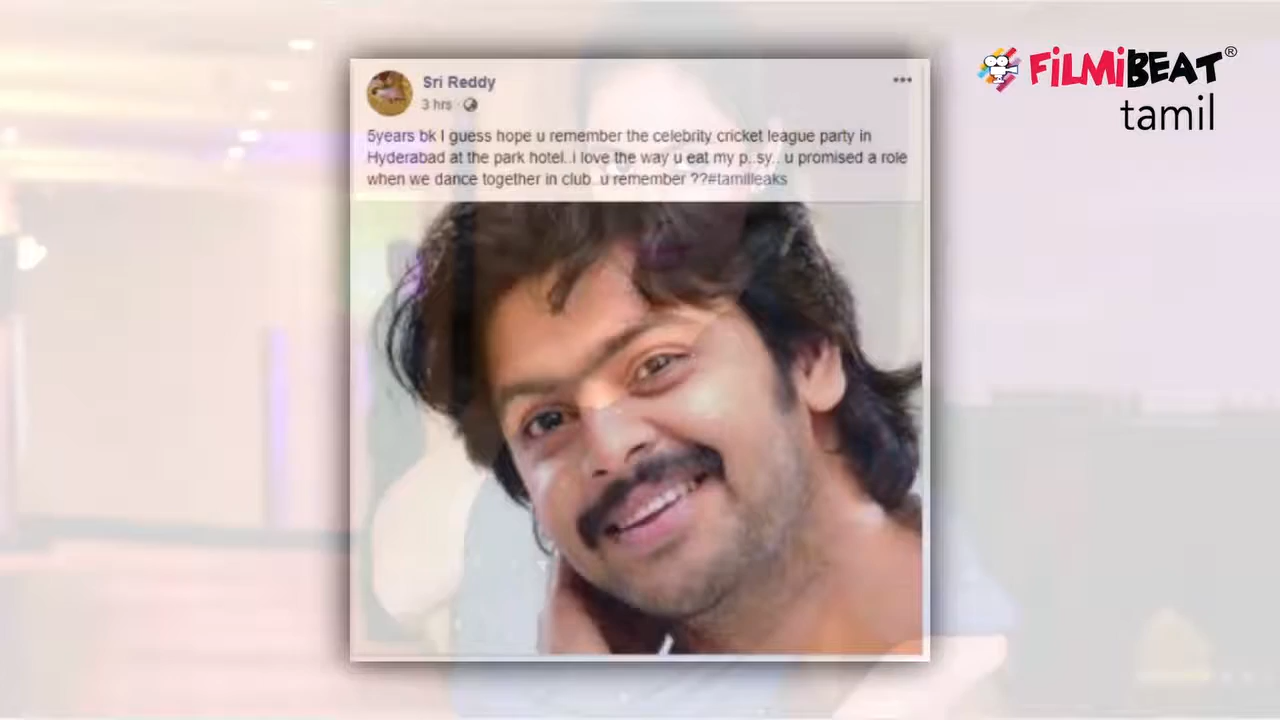 Sri Reddy
3 hrs
5years bk I guess hope u remember the celebrity cricket league party in
Hyderabad at the park hotel..i love the way u eat my p..sy.. u promised a role
when we dance together in club..u remember ??#tamilleaks
FiLMiBEAT®
tamil